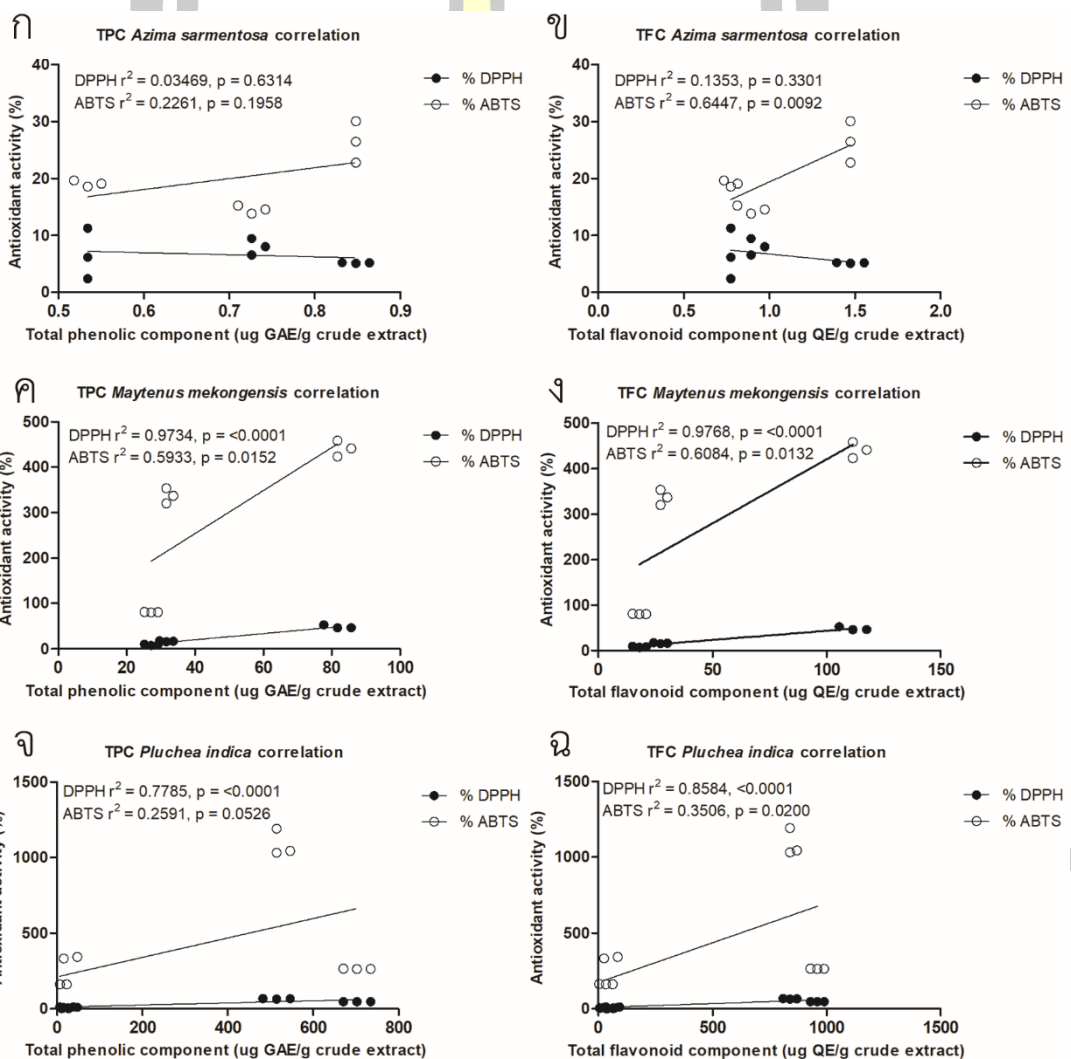 ก
TPC Azima sarmentosa correlation
DPPH r² = 0.03469, p = 0.6314
ABTS r² = 0.2261, p = 0.1958
% DPPH
% ABTS
Antioxidant activity (%)
40
30
20
10
0
0.5 0.6 0.7 0.8 0.9
Total phenolic component (ug GAE/g crude extract)
ข
TFC Azima sarmentosa correlation
DPPH r² = 0.1353, p = 0.3301
ABTS r² = 0.6447, p = 0.0092
% DPPH
% ABTS
Antioxidant activity (%)
40
30
20
10
0
0.0 0.5 1.0 1.5 2.0
Total flavonoid component (ug QE/g crude extract)
ค
TPC Maytenus mekongensis correlation
DPPH r² = 0.9734, p = <0.0001
ABTS r² = 0.5933, p = 0.0152
% DPPH
% ABTS
Antioxidant activity (%)
500
400
300
200
100
0
0 20 40 60 80 100
Total phenolic component (ug GAE/g crude extract)
ง
TFC Maytenus mekongensis correlation
DPPH r² = 0.9768, p = <0.0001
ABTS r² = 0.6084, p = 0.0132
% DPPH
% ABTS
Antioxidant activity (%)
500
400
300
200
100
0
0 50 100 150
Total flavonoid component (ug QE/g crude extract)
จ
TPC Pluchea indica correlation
DPPH r² = 0.7785, p = <0.0001
ABTS r² = 0.2591, p = 0.0526
% DPPH
% ABTS
Antioxidant activity (%)
1500
1000
500
0
0 200 400 600 800
Total phenolic component (ug GAE/g crude extract)
ฉ
TFC Pluchea indica correlation
DPPH r² = 0.8584, <0.0001
ABTS r² = 0.3506, p = 0.0200
% DPPH
% ABTS
Antioxidant activity (%)
1500
1000
500
0
0 500 1000 1500
Total flavonoid component (ug QE/g crude extract)